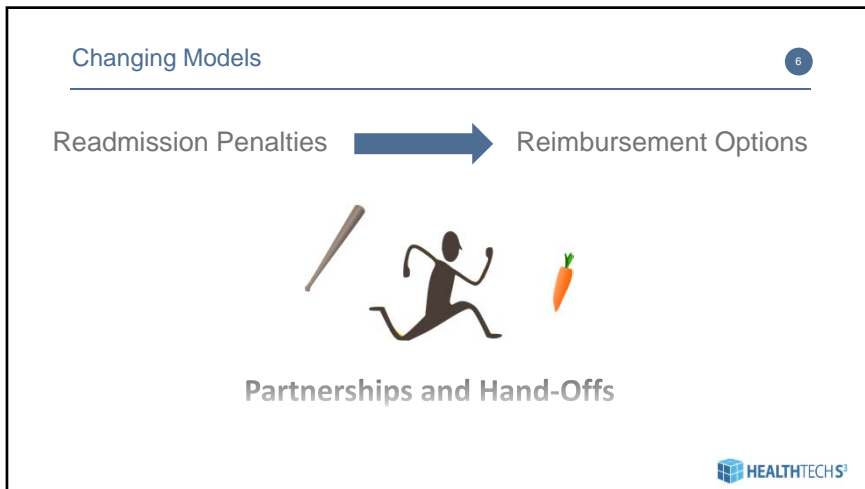 Changing Models
6
Readmission Penalties Reimbursement Options
Partnerships and Hand-Offs
HEALTHTECHS³